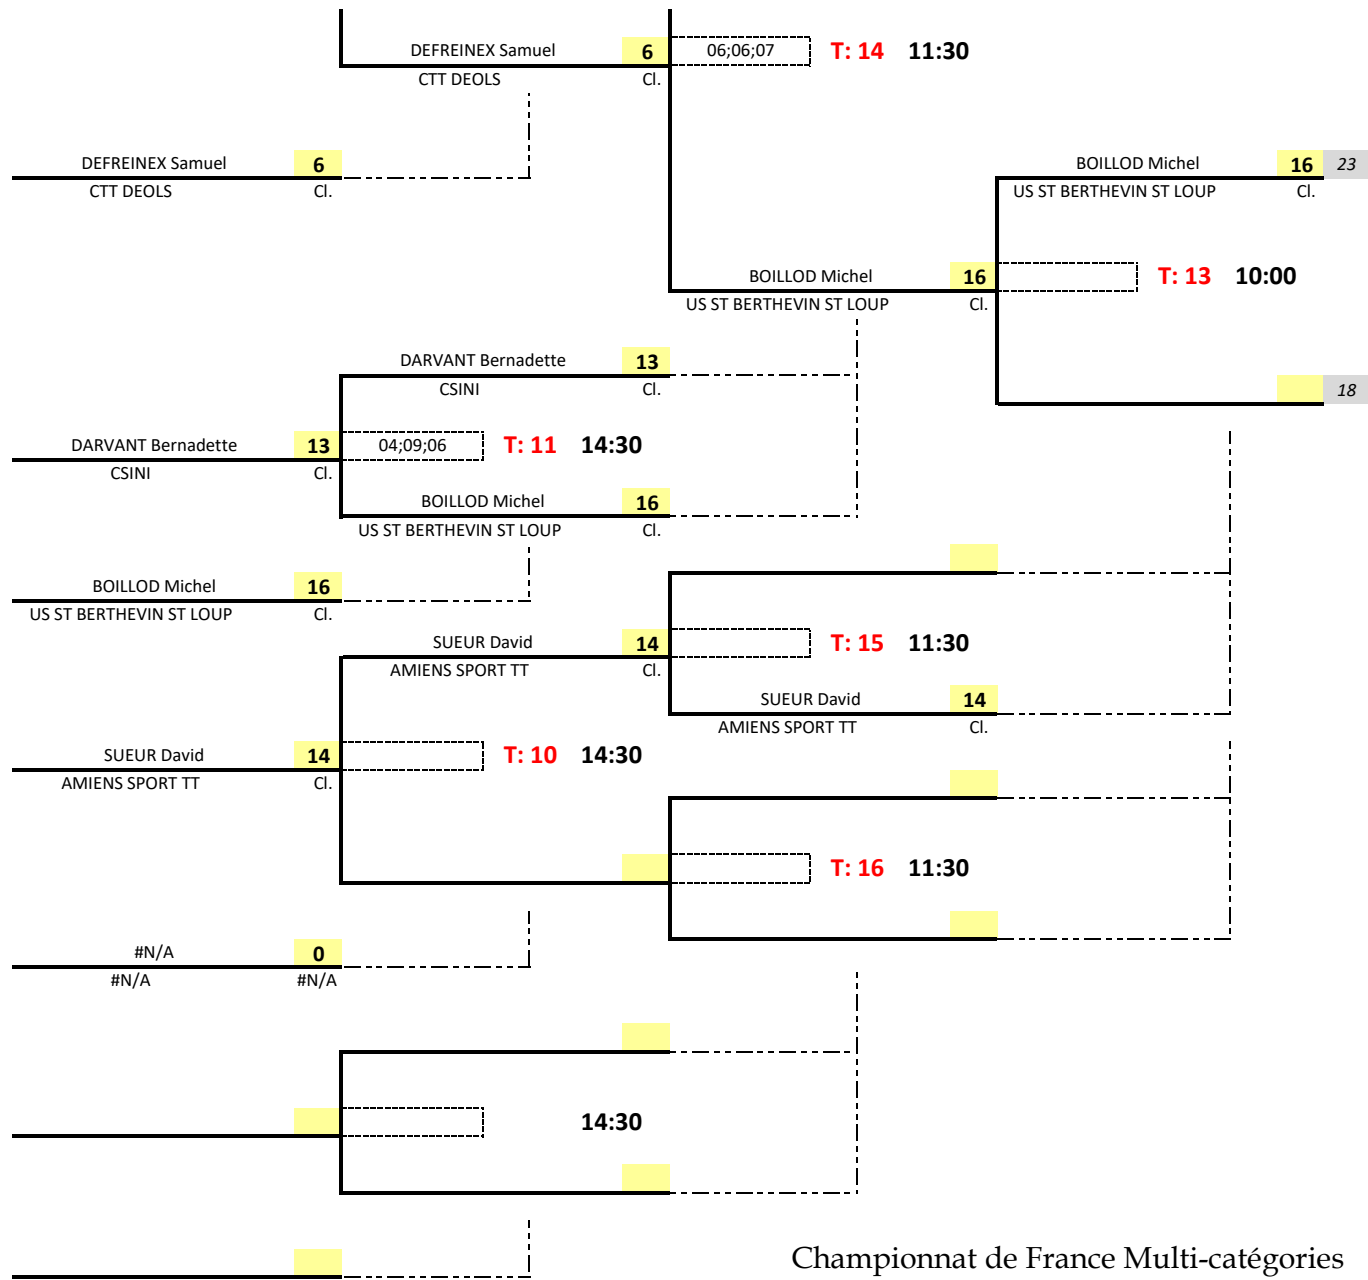 DEFREINEX Samuel 6 06;06;07 T: 14 11:30
CTT DEOLS Cl.
DEFREINEX Samuel 6 BOILLOD Michel 16 23
CTT DEOLS Cl. US ST BERTHEVIN ST LOUP Cl.
BOILLOD Michel 16 T: 13 10:00
US ST BERTHEVIN ST LOUP Cl.
DARVANT Bernadette 13
CSINI Cl. 18
DARVANT Bernadette 13 04;09;06 T: 11 14:30
CSINI Cl.
BOILLOD Michel 16
US ST BERTHEVIN ST LOUP Cl.
BOILLOD Michel 16
US ST BERTHEVIN ST LOUP Cl.
SUEUR David 14 T: 15 11:30
AMIENS SPORT TT Cl.
SUEUR David 14
AMIENS SPORT TT Cl.
SUEUR David 14 T: 10 14:30
AMIENS SPORT TT Cl.
T: 16 11:30
#N/A 0
#N/A #N/A
14:30
Championnat de France Multi-catégories